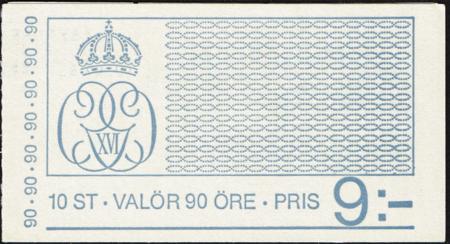 90•90•90•90•90•90•90
XVI
10 ST • VALÖR 90 ÖRE • PRIS 9:-